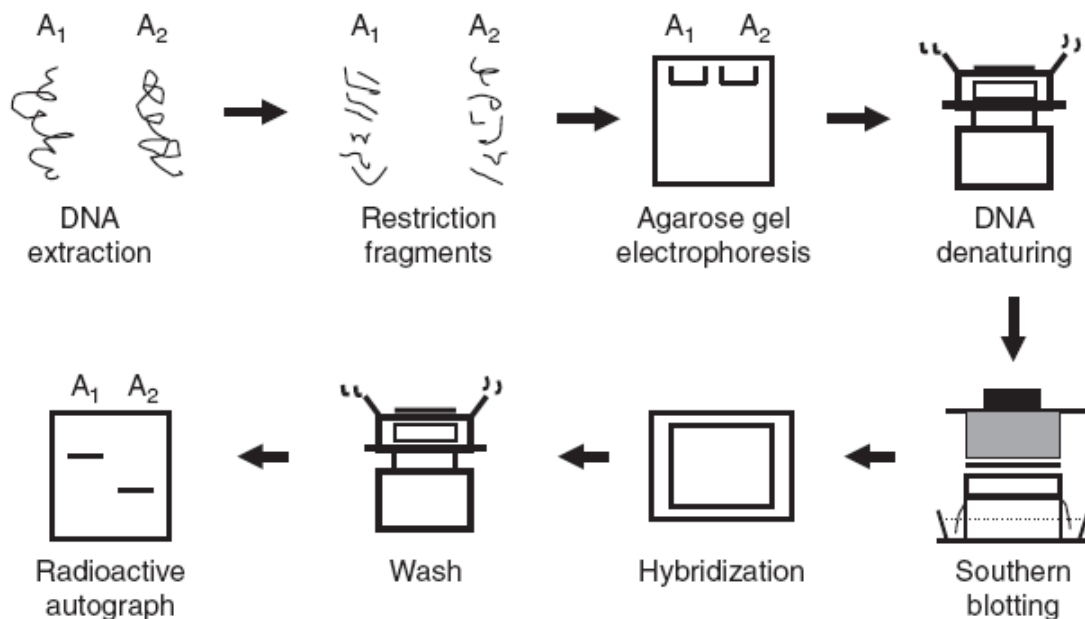 A₁ A₂
A₁ A₂
A₁ A₂
DNA
extraction
Restriction
fragments
Agarose gel
electrophoresis
DNA
denaturing
A₁ A₂
Radioactive
autograph
Wash
Hybridization
Southern
blotting